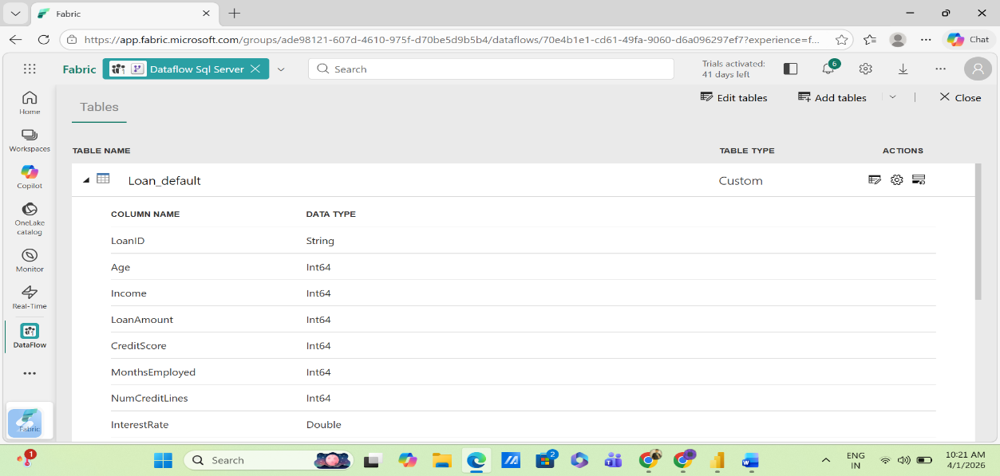 Fabric
https://app.fabric.microsoft.com/groups/ade98121-607d-4610-975f-d70be5d9b5b4/dataflows/70e4b1e1-cd61-49fa-9060-d6a096297ef7?experience=f...
Chat
Fabric
Dataflow Sql Server
Search
Trials activated:
41 days left
6
Home
Workspaces
Copilot
OneLake
catalog
Monitor
Real-Time
DataFlow
Fabric
Tables
Edit tables
Add tables
Close
TABLE NAME TABLE TYPE ACTIONS
Loan_default Custom
COLUMN NAME DATA TYPE
LoanID String
Age Int64
Income Int64
LoanAmount Int64
CreditScore Int64
MonthsEmployed Int64
NumCreditLines Int64
InterestRate Double
1
Search
2
ENG
IN
10:21 AM
4/1/2026